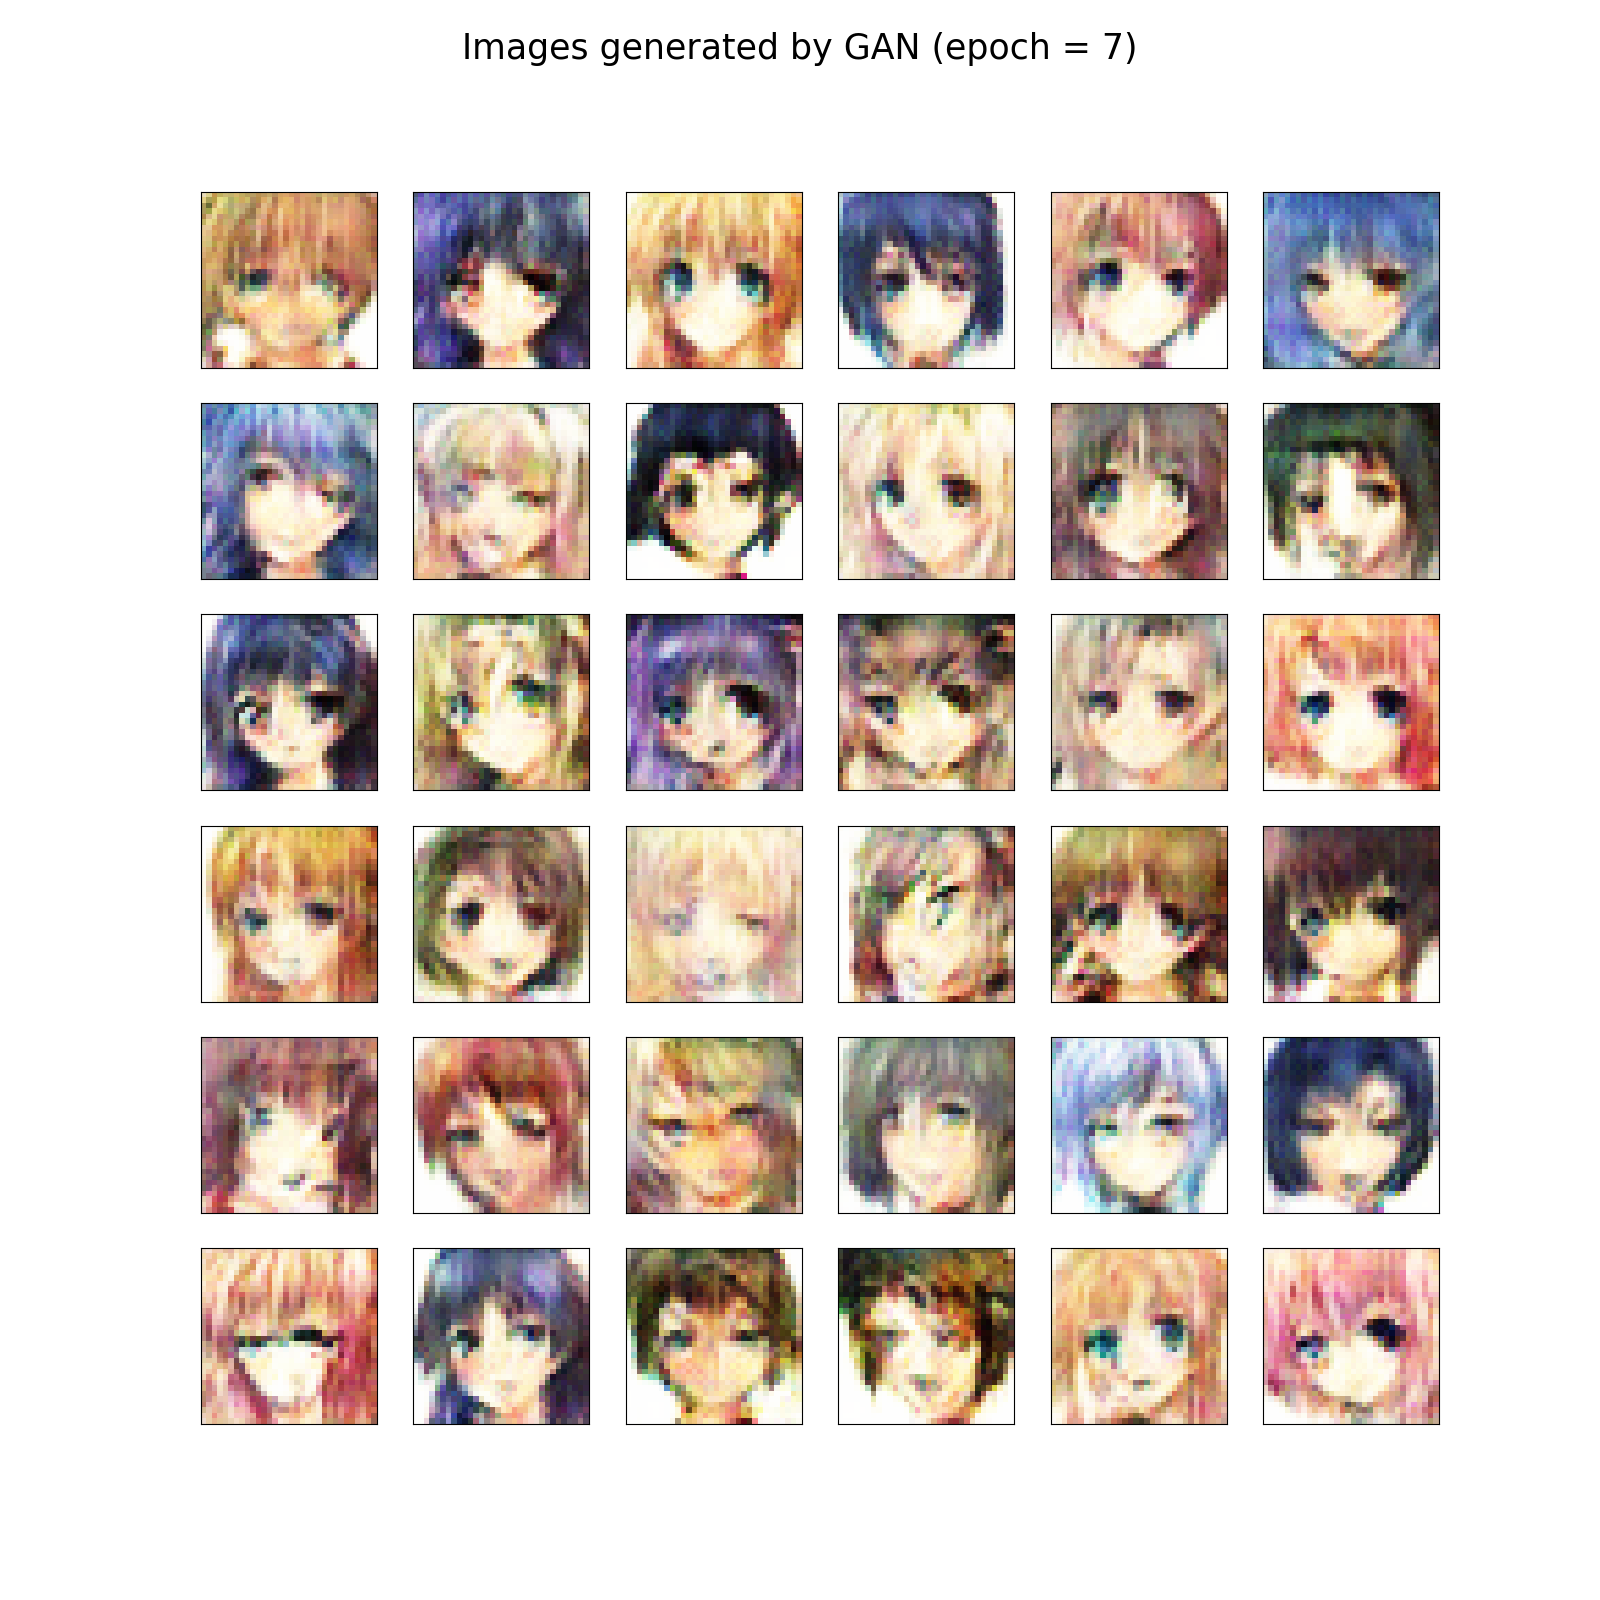 Images generated by GAN (epoch = 7)